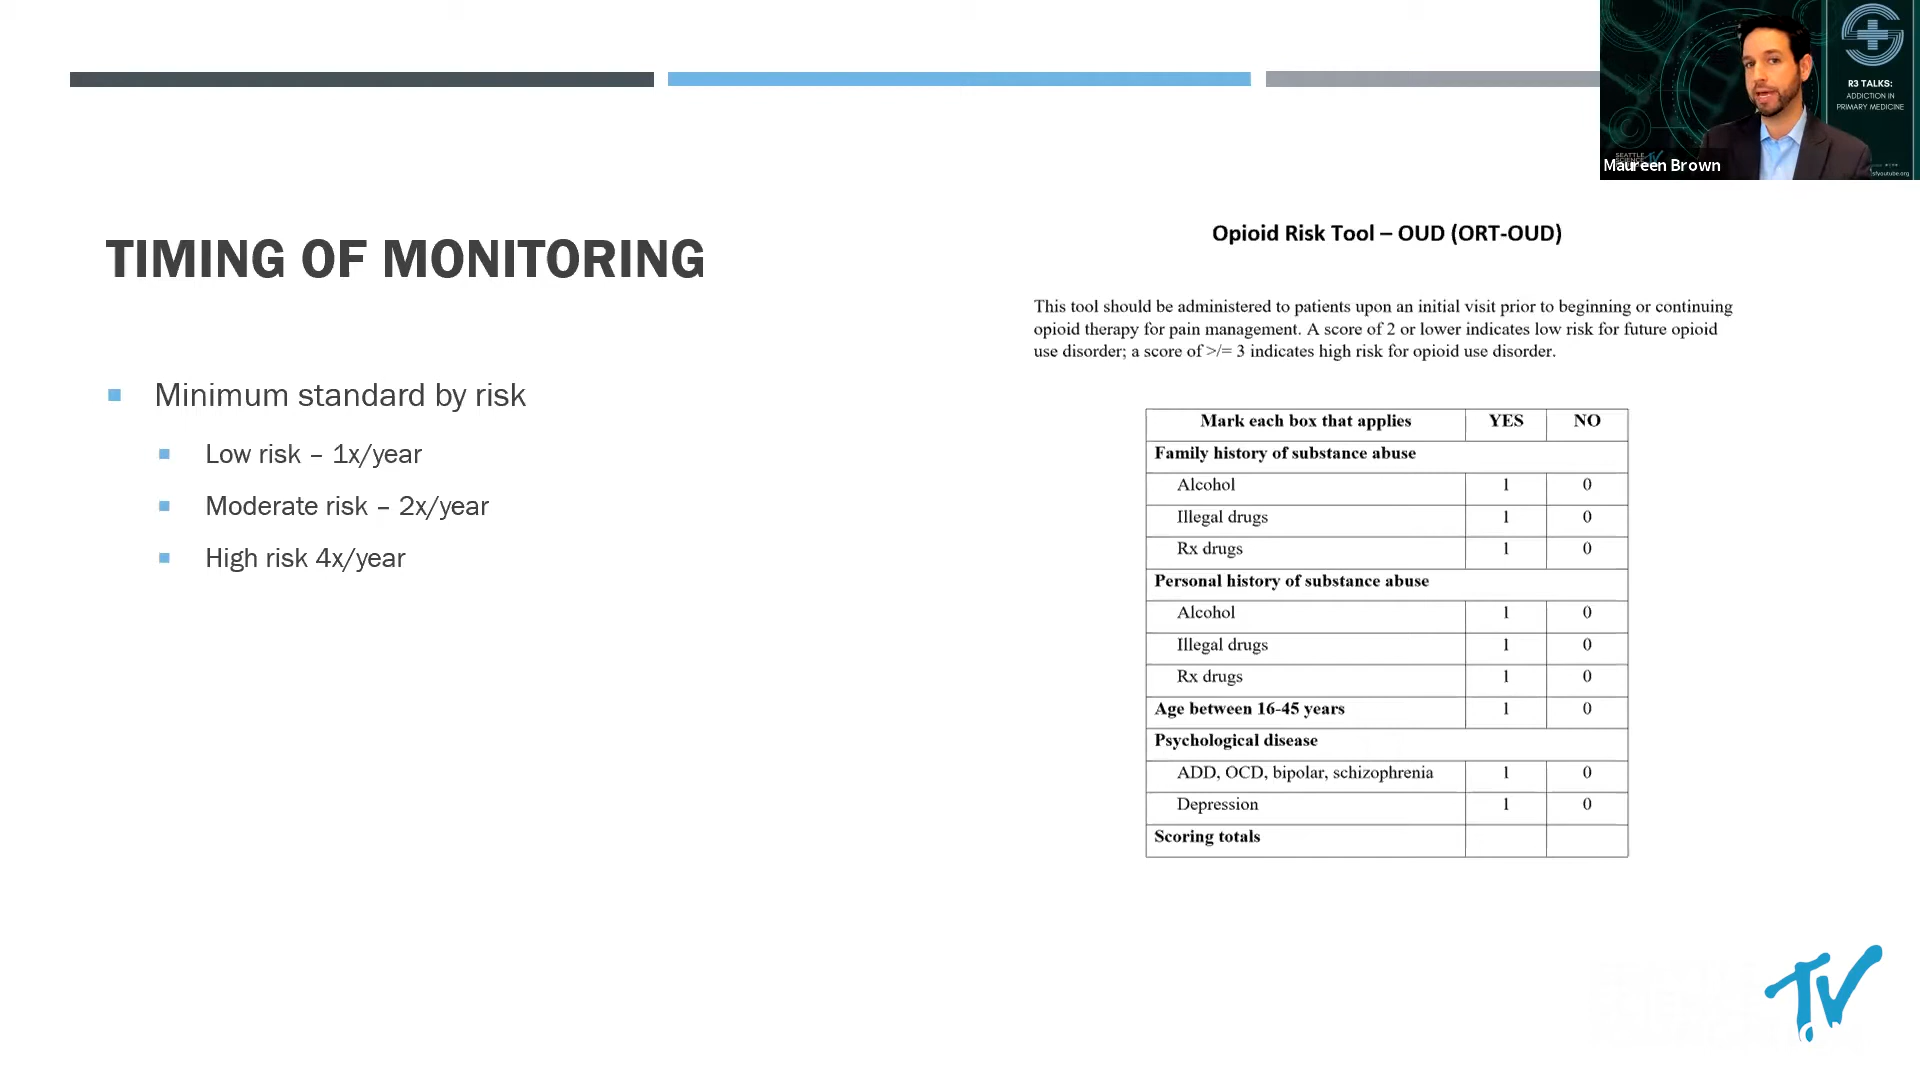 R3 TALKS:
ADDICTION IN
PRIMARY MEDICINE
Maureen Brown
TIMING OF MONITORING
Minimum standard by risk
Low risk – 1x/year
Moderate risk – 2x/year
High risk 4x/year
Opioid Risk Tool – OUD (ORT-OUD)
This tool should be administered to patients upon an initial visit prior to beginning or continuing
opioid therapy for pain management. A score of 2 or lower indicates low risk for future opioid
use disorder; a score of >/= 3 indicates high risk for opioid use disorder.
Mark each box that applies YES NO
Family history of substance abuse
Alcohol 1 0
Illegal drugs 1 0
Rx drugs 1 0
Personal history of substance abuse
Alcohol 1 0
Illegal drugs 1 0
Rx drugs 1 0
Age between 16-45 years 1 0
Psychological disease
ADD, OCD, bipolar, schizophrenia 1 0
Depression 1 0
Scoring totals
TV